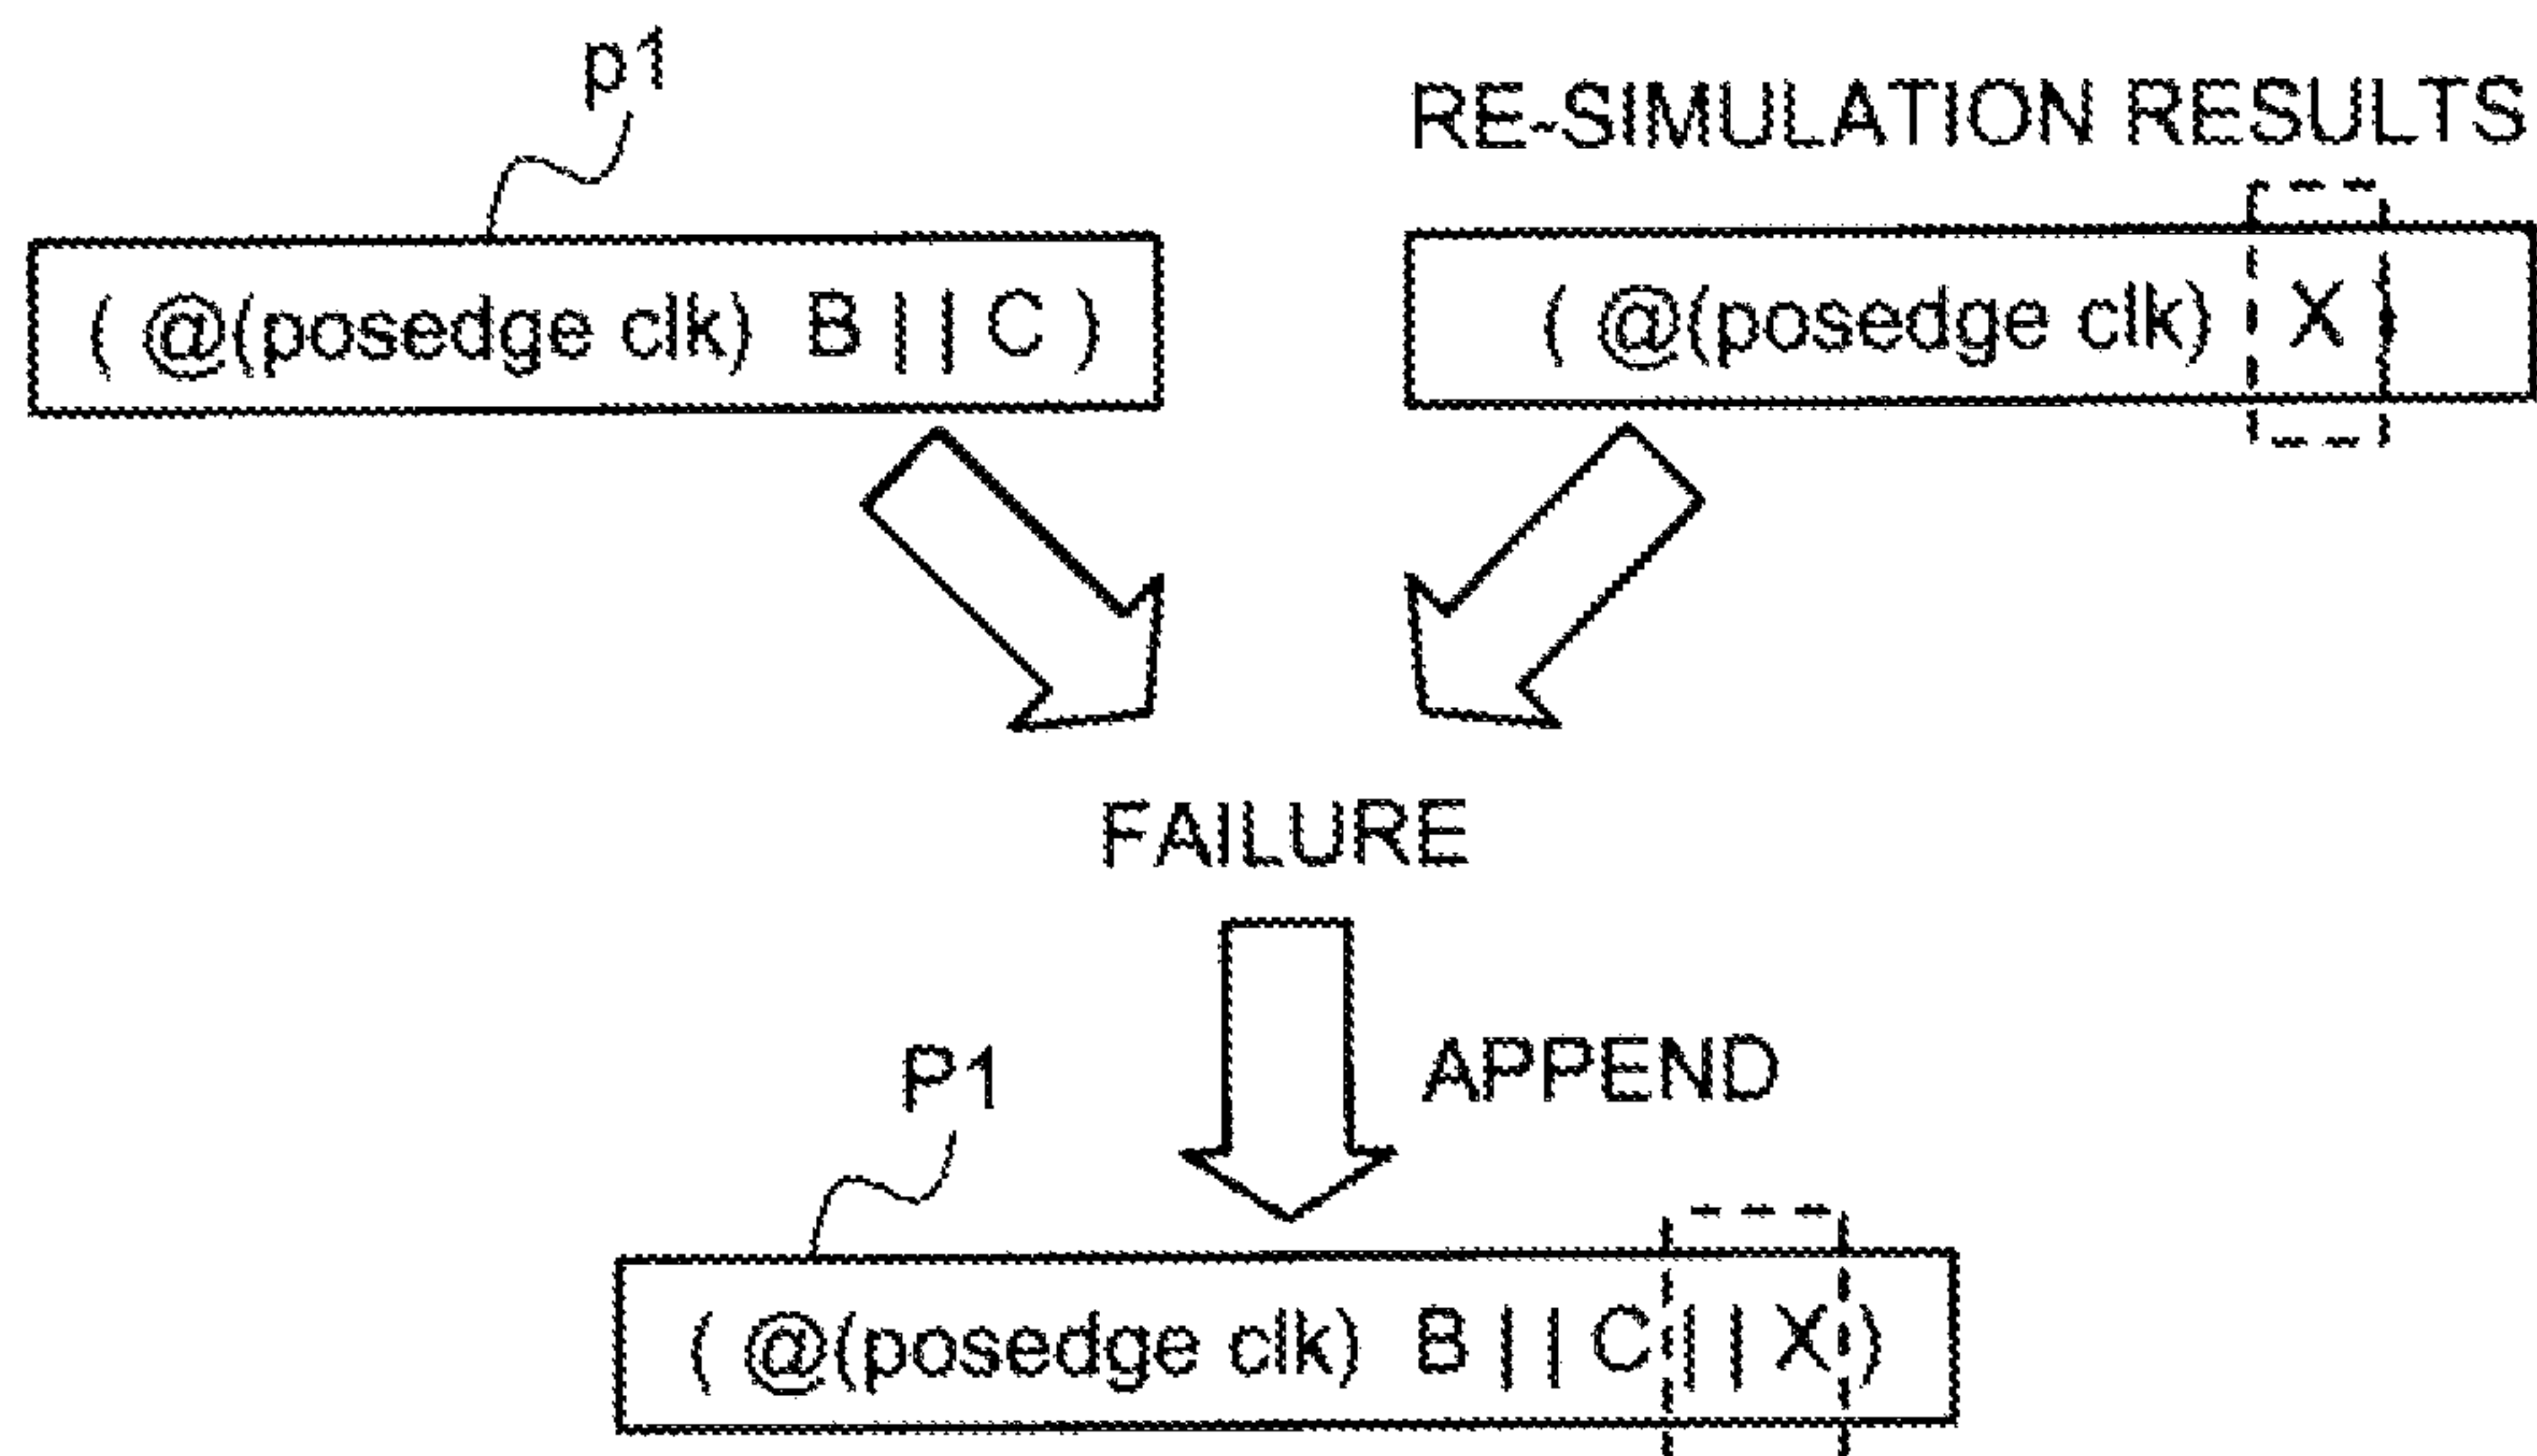 p1
RE-SIMULATION RESULTS
( @(posedge clk) B | | C )
( @(posedge clk) X )
FAILURE
APPEND
P1
( @(posedge clk) B | | C | | X )